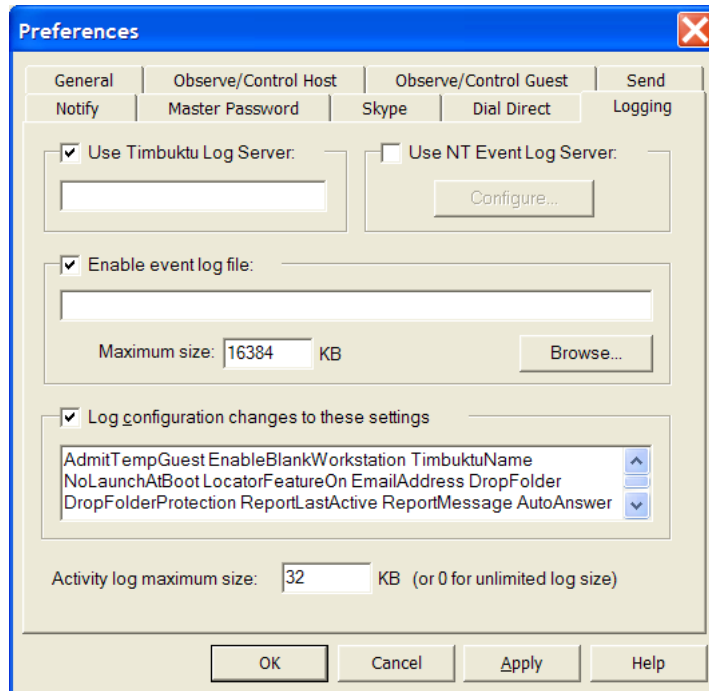 Preferences
General Observe/Control Host Observe/Control Guest Send
Notify Master Password Skype Dial Direct Logging
Use Timbuktu Log Server: Use NT Event Log Server:
Configure...
Enable event log file:
Maximum size: 16384 KB Browse...
Log configuration changes to these settings
AdmitTempGuest EnableBlankWorkstation TimbuktuName
NoLaunchAtBoot LocatorFeatureOn EmailAddress DropFolder
DropFolderProtection ReportLastActive ReportMessage AutoAnswer
Activity log maximum size: 32 KB (or 0 for unlimited log size)
OK Cancel Apply Help